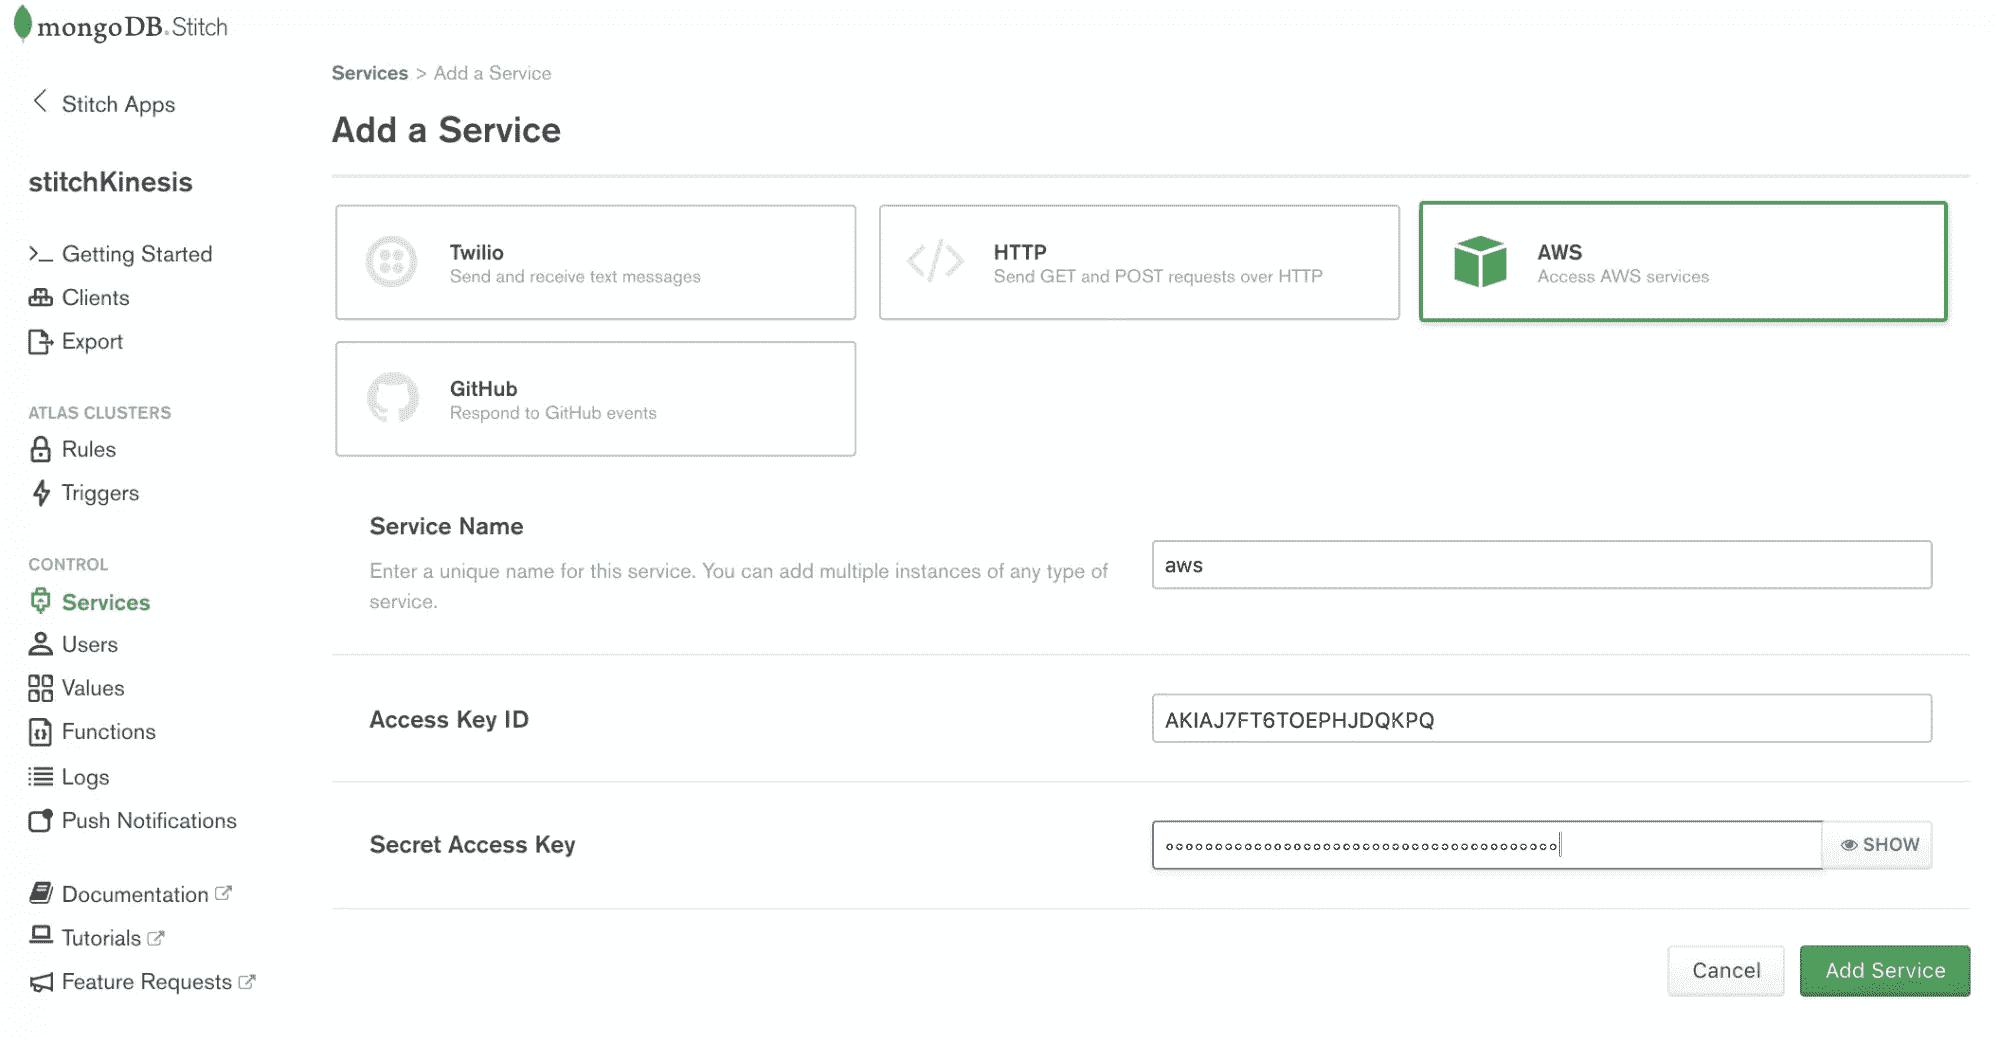 mongoDB.Stitch
Stitch Apps
stitchKinesis
Getting Started
Clients
Export
ATLAS CLUSTERS
Rules
Triggers
CONTROL
Services
Users
Values
Functions
Logs
Push Notifications
Documentation
Tutorials
Feature Requests
Services > Add a Service
Add a Service
Twilio
Send and receive text messages
HTTP
Send GET and POST requests over HTTP
AWS
Access AWS services
GitHub
Respond to GitHub events
Service Name
Enter a unique name for this service. You can add multiple instances of any type of
service.
aws
Access Key ID
AKIAJ7FT6TOEPHJDQKPQ
Secret Access Key
SHOW
Cancel
Add Service